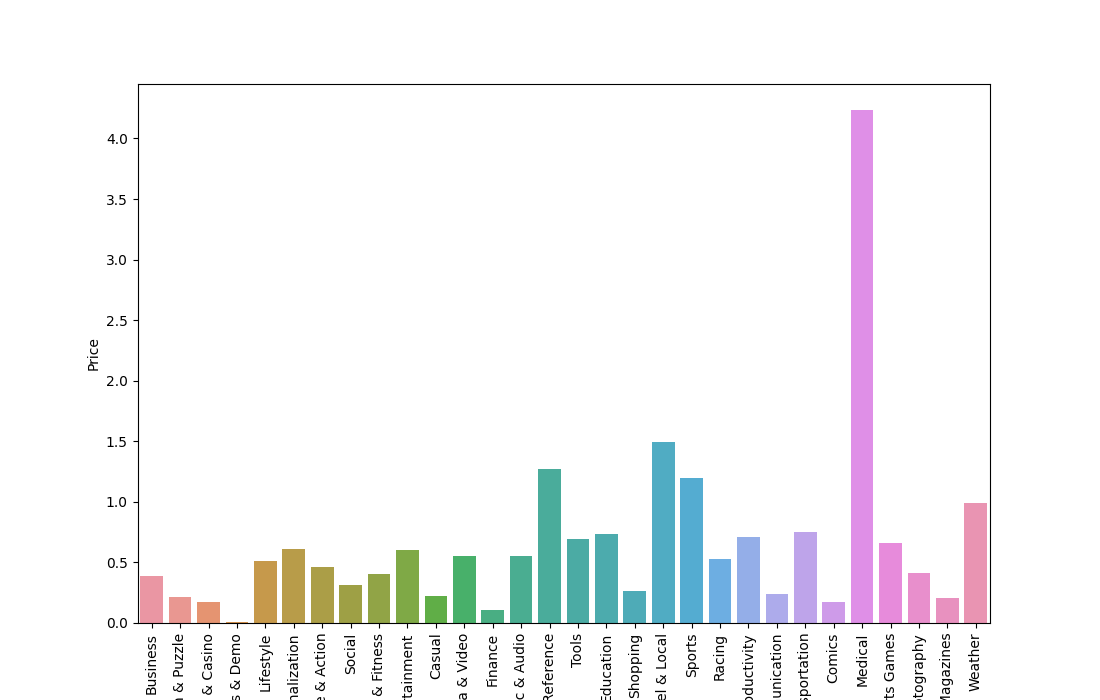 Price
4.0
3.5
3.0
2.5
2.0
1.5
1.0
0.5
0.0
Business
& Puzzle
& Casino
& Demo
Lifestyle
nalization
& Action
Social
& Fitness
tainment
Casual
& Video
Finance
& Audio
Reference
Tools
Education
Shopping
el & Local
Sports
Racing
oductivity
unication
sportation
Comics
Medical
ts Games
tography
Magazines
Weather